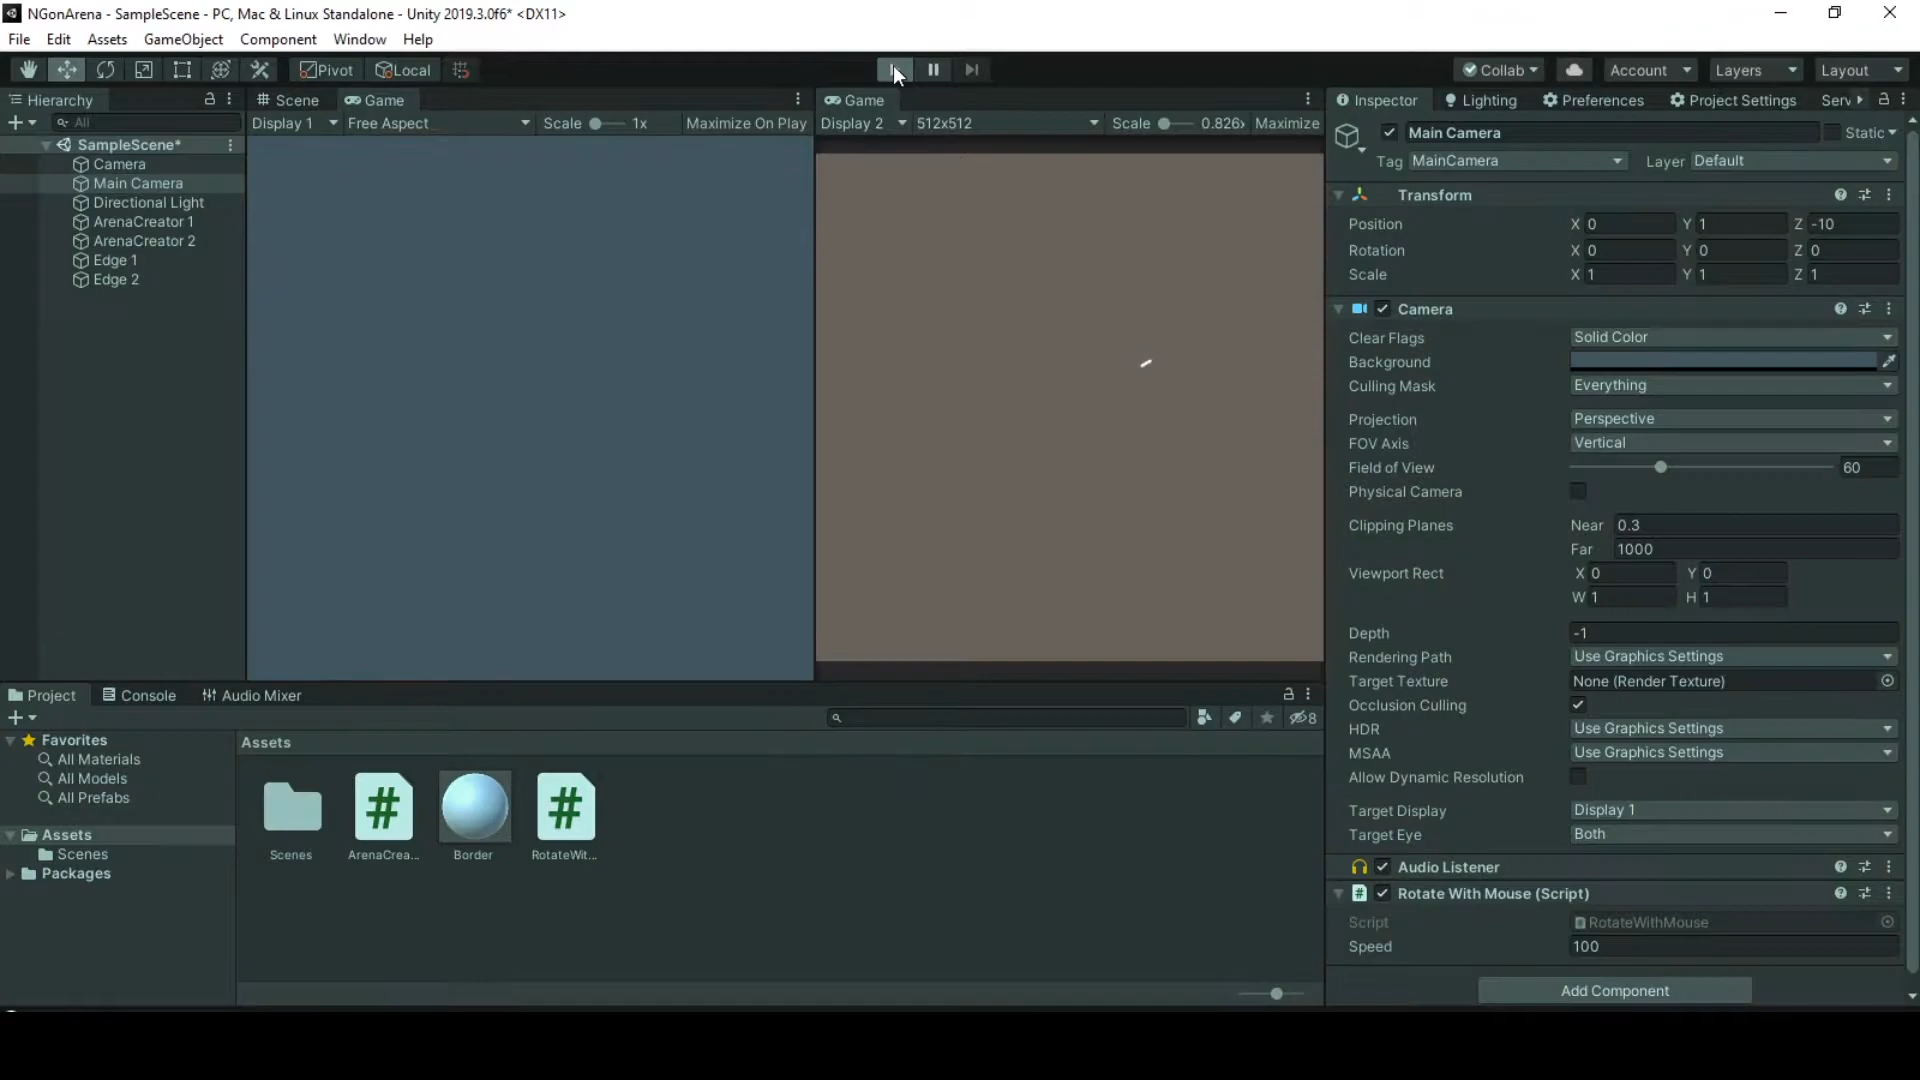 NGonArena - SampleScene - PC, Mac & Linux Standalone - Unity 2019.3.0f6* <DX11>
File Edit Assets GameObject Component Window Help
Pivot Local Collab Account Layers Layout
Hierarchy Scene Game Game Inspector Lighting Preferences Project Settings Serv
All Display 1 Free Aspect Scale 1x Maximize On Play Display 2 512x512 Scale 0.826x Maximize
Main Camera Static
SampleScene*
Tag MainCamera Layer Default
Camera
Main Camera
Transform
Directional Light
ArenaCreator 1
Position X 0 Y 1 Z -10
ArenaCreator 2
Rotation X 0 Y 0 Z 0
Edge 1
Scale X 1 Y 1 Z 1
Edge 2
Camera
Clear Flags Solid Color
Background
Culling Mask Everything
Projection Perspective
FOV Axis Vertical
Field of View 60
Physical Camera
Clipping Planes Near 0.3
Far 1000
Viewport Rect X 0 Y 0
W 1 H 1
Depth -1
Rendering Path Use Graphics Settings
Target Texture None (Render Texture)
Occlusion Culling
HDR Use Graphics Settings
MSAA Use Graphics Settings
Allow Dynamic Resolution
Target Display Display 1
Target Eye Both
Audio Listener
# Rotate With Mouse (Script)
Script RotateWithMouse
Speed 100
Add Component
Project Console Audio Mixer
8
Favorites
All Materials
All Models
All Prefabs
Assets
Scenes
Packages
Assets
# #
Scenes ArenaCrea... Border RotateWit...